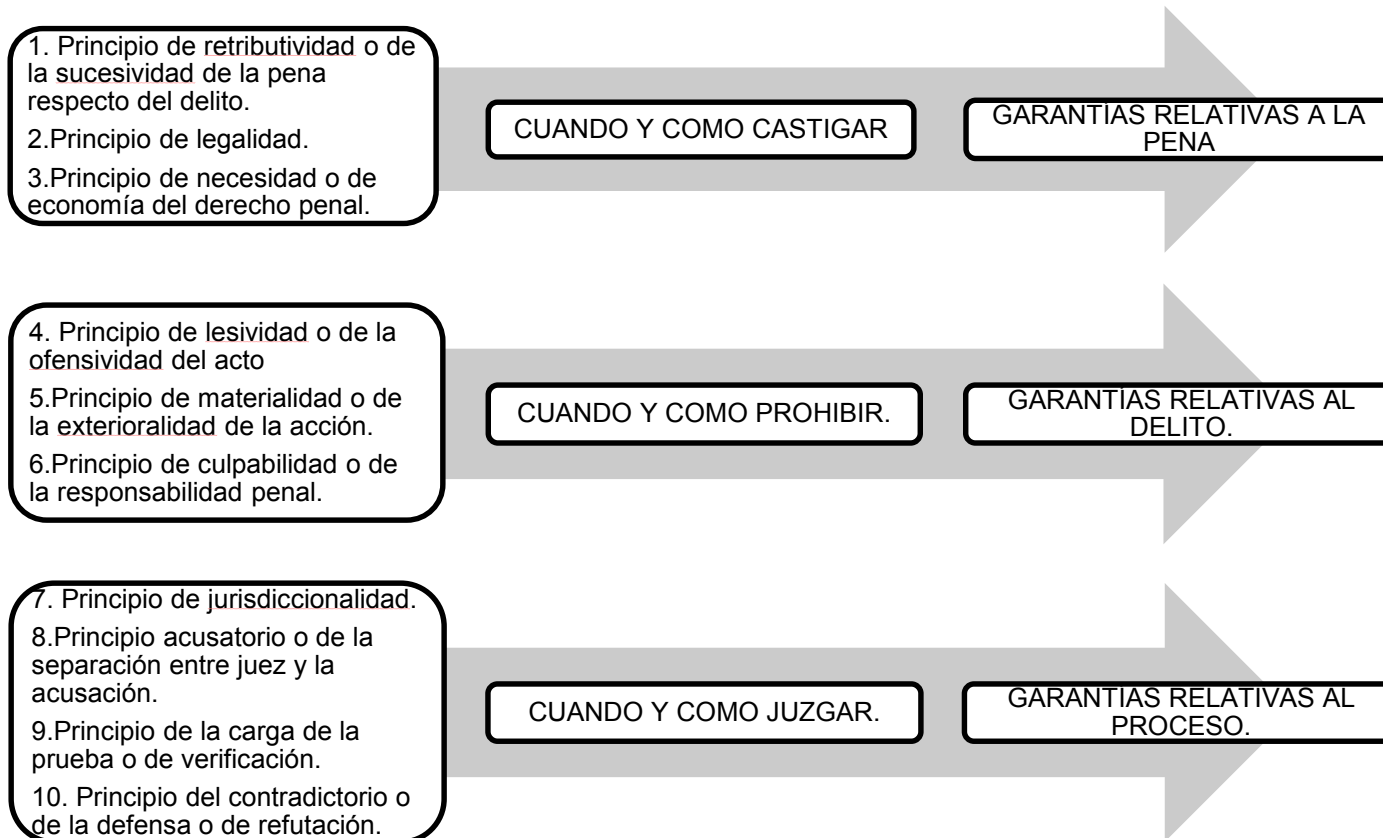 1. Principio de retributividad o de
la sucesividad de la pena
respecto del delito.
2.Principio de legalidad.
3.Principio de necesidad o de
economía del derecho penal.
CUANDO Y COMO CASTIGAR
GARANTÍAS RELATIVAS A LA
PENA
4. Principio de lesividad o de la
ofensividad del acto
5.Principio de materialidad o de
la exterioralidad de la acción.
6.Principio de culpabilidad o de
la responsabilidad penal.
CUANDO Y COMO PROHIBIR.
GARANTÍAS RELATIVAS AL
DELITO.
7. Principio de jurisdiccionalidad.
8.Principio acusatorio o de la
separación entre juez y la
acusación.
9.Principio de la carga de la
prueba o de verificación.
10. Principio del contradictorio o
de la defensa o de refutación.
CUANDO Y COMO JUZGAR.
GARANTÍAS RELATIVAS AL
PROCESO.